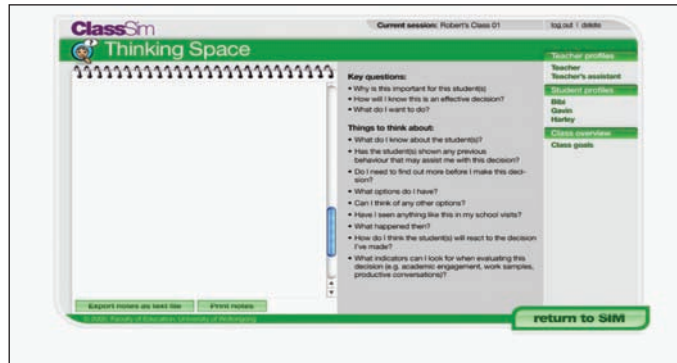 ClassSim
Current session: Robert's Class 01
log out | delete
Thinking Space
Key questions:
• Why is this important for this student(s)
• How will I know this is an effective decision?
• What do I want to do?
Things to think about:
• What do I know about the student(s)?
• Has the student(s) shown any previous
behaviour that may assist me with this decision?
• Do I need to find out more before I make this deci-
sion?
• What options do I have?
• Can I think of any other options?
• Have I seen anything like this in my school visits?
• What happened then?
• How do I think the student(s) will react to the decision
I've made?
• What indicators can I look for when evaluating this
decision (e.g. academic engagement, work samples,
productive conversations)?
Teacher profiles
Teacher
Teacher's assistant
Student profiles
Bibi
Gavin
Harley
Class overview
Class goals
Export notes as text file
Print notes
return to SIM
Faculty of Education, University of Wollongong